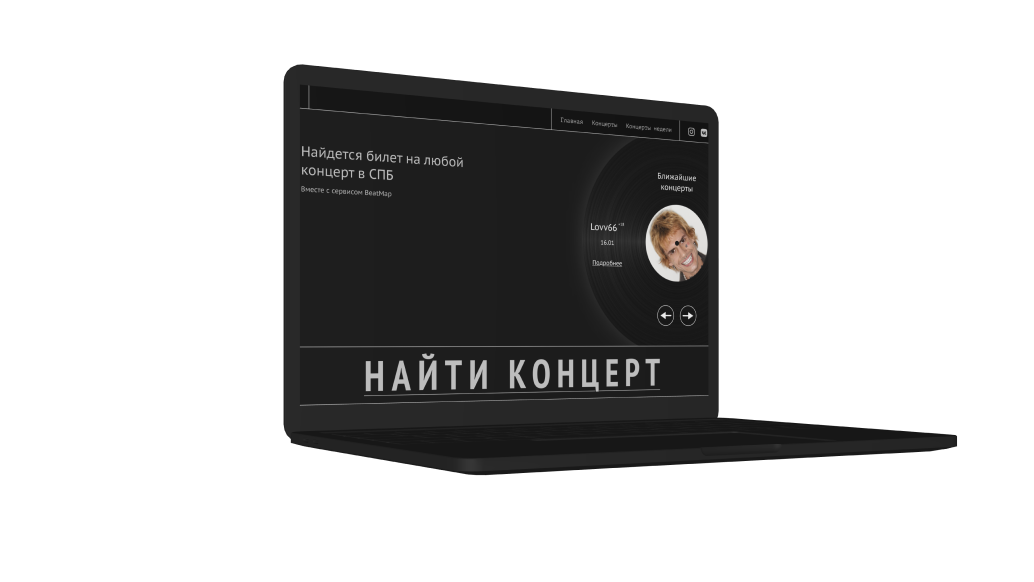 Главная Концерты Концерты недели
Найдется билет на любой
концерт в СПБ
Вместе с сервисом BeatMap
Ближайшие
концерты
Lovv66
16.01
Подробнее
НАЙТИ КОНЦЕРТ